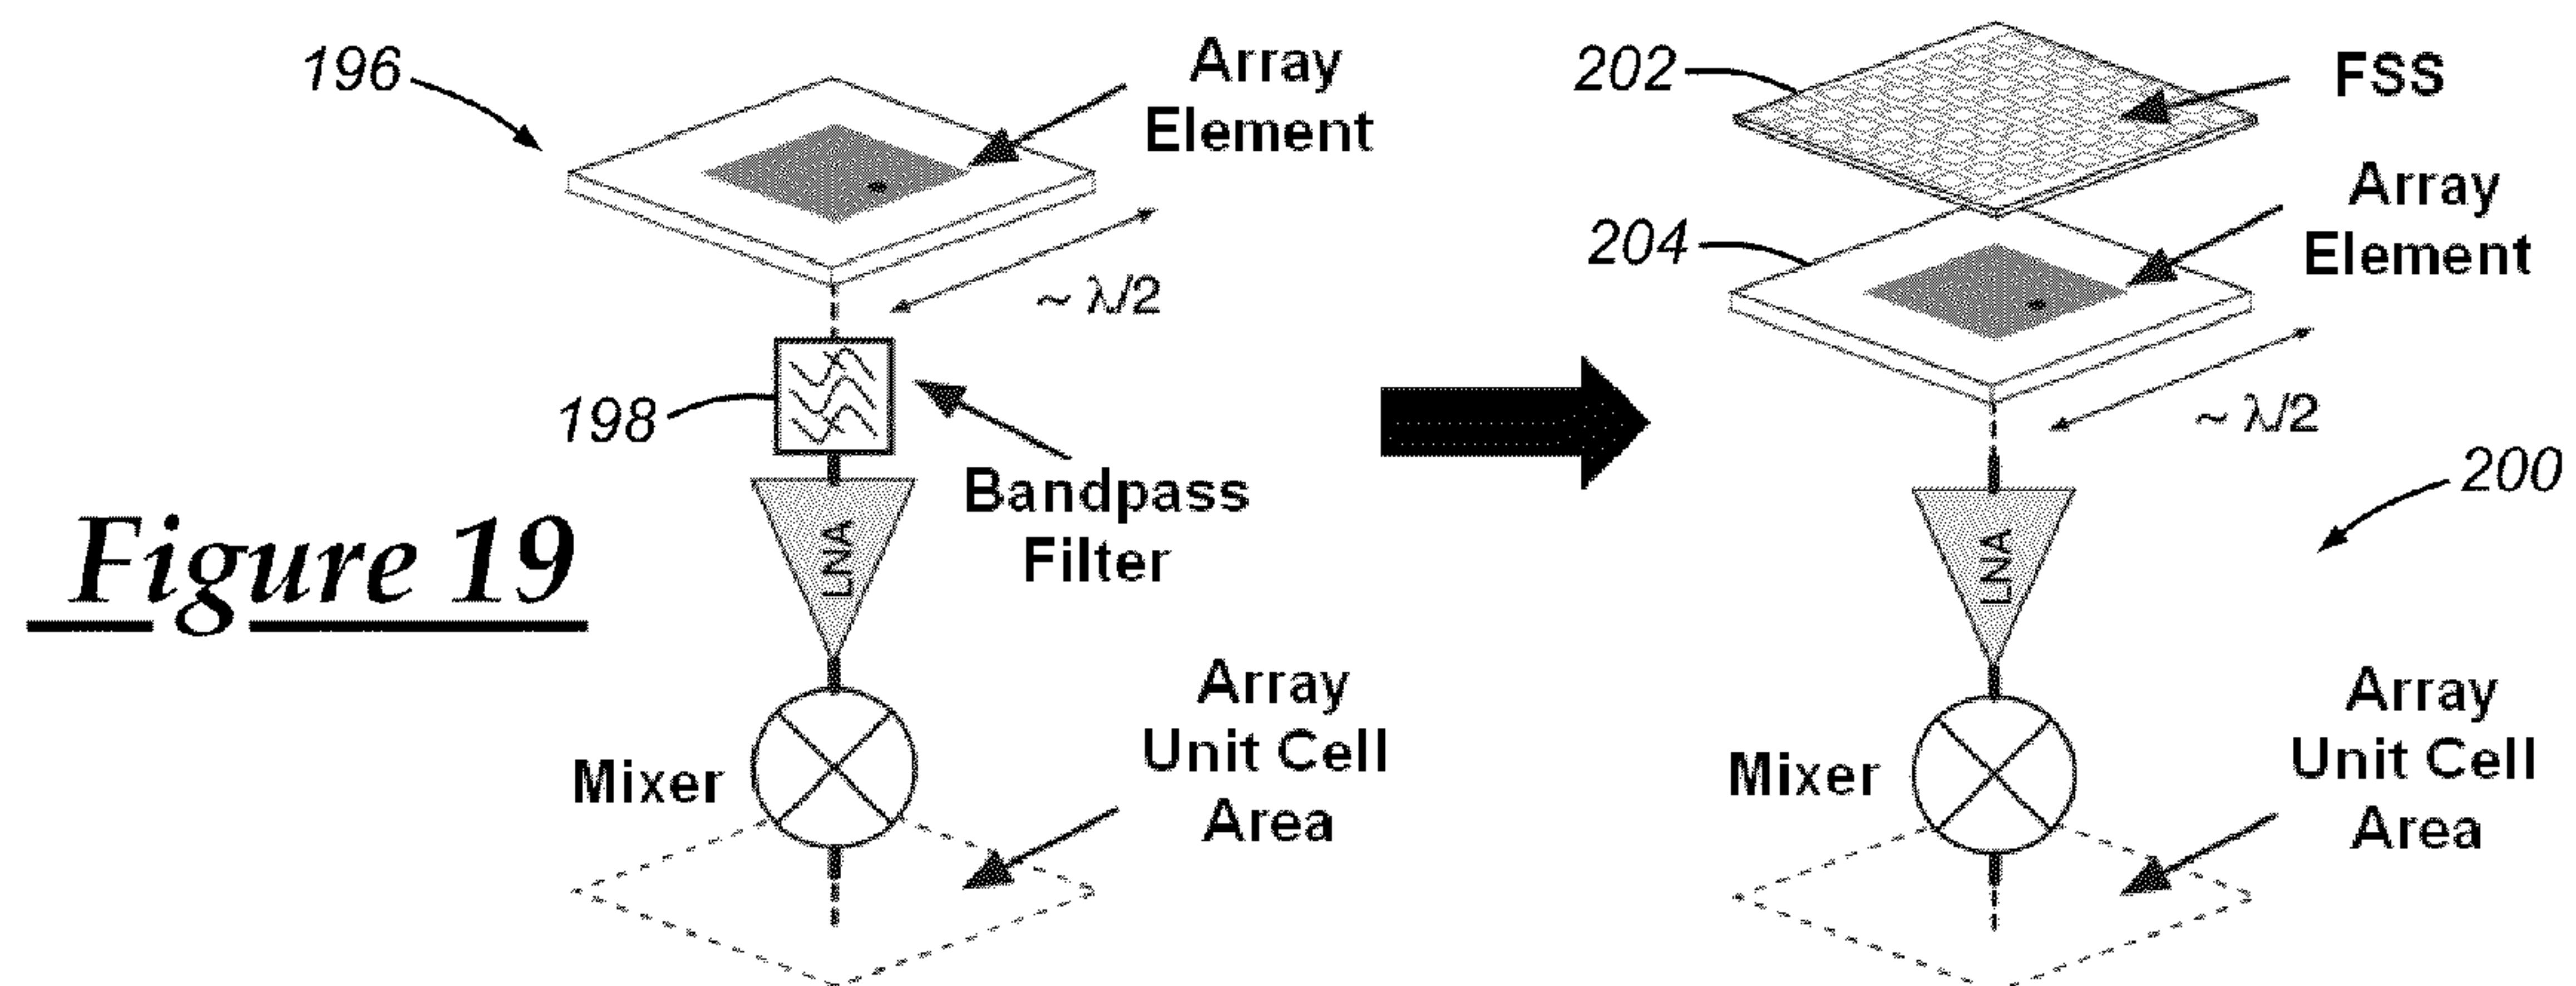 196
Array
Element
~ λ/2
198
Bandpass
Filter
LNA
Mixer
Array
Unit Cell
Area
Figure 19
202
FSS
204
Array
Element
~ λ/2
200
LNA
Mixer
Array
Unit Cell
Area